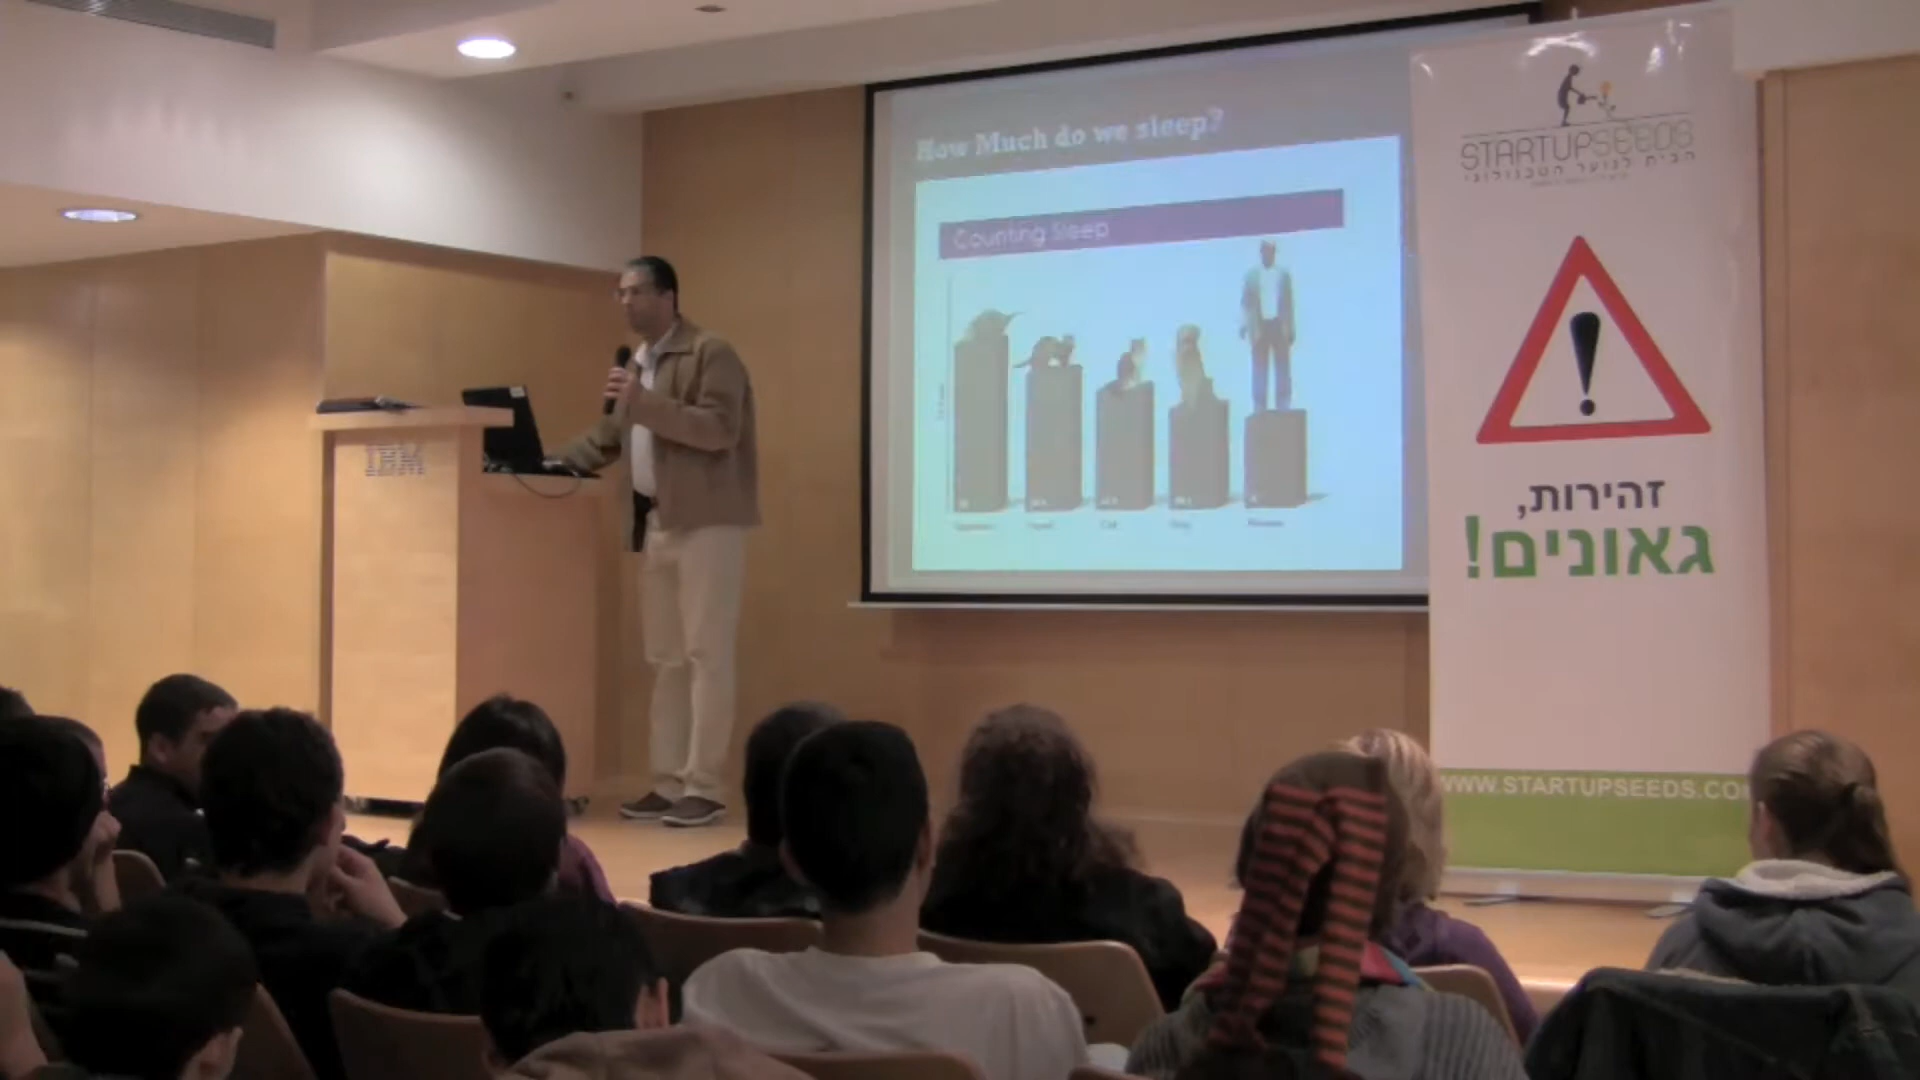 How Much do we sleep?
Counting Sleep
IBM
STARTUPSEEDS
הבית לנוער הטכנולוגי
זהירות,
גאונים!
WWW.STARTUPSEEDS.CO